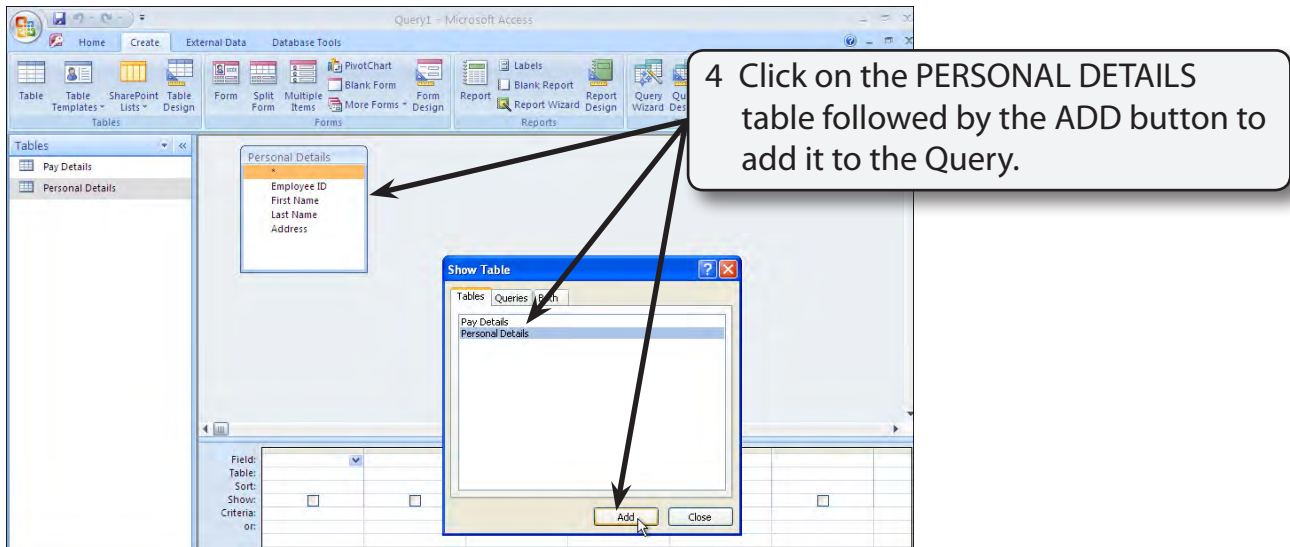 Query1 - Microsoft Access
Home Create External Data Database Tools
Table
Table Templates
SharePoint Lists
Table Design
Tables
Form
Split Form
Multiple Items
PivotChart
Blank Form
More Forms
Form Design
Forms
Report
Labels
Blank Report
Report Wizard
Report Design
Reports
Query Wizard
4 Click on the PERSONAL DETAILS
table followed by the ADD button to
add it to the Query.
Tables
Pay Details
Personal Details
Personal Details
*
Employee ID
First Name
Last Name
Address
Show Table
Tables Queries Both
Pay Details
Personal Details
Add Close
Field:
Table:
Sort:
Show:
Criteria:
or: